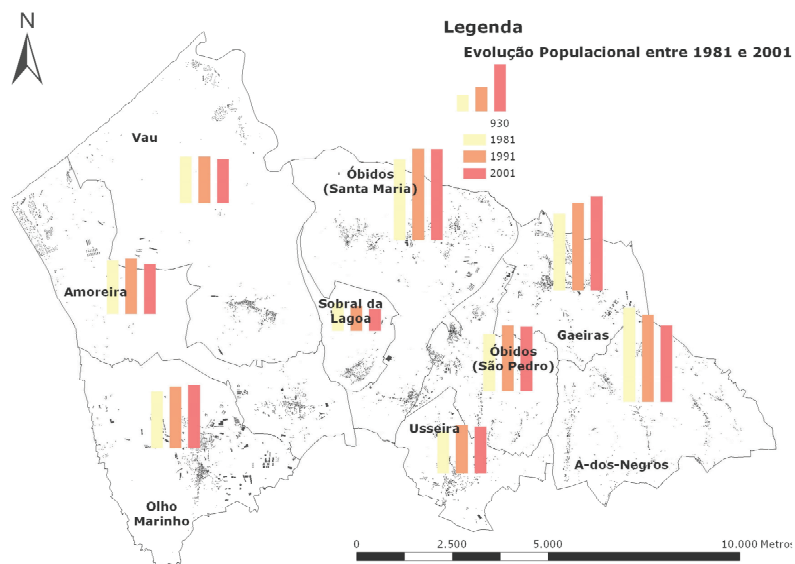 N
Legenda
Evolução Populacional entre 1981 e 2001
930
1981
1991
2001
Vau
Óbidos
(Santa Maria)
Amoreira
Sobral da
Lagoa
Gaeiras
Óbidos
(São Pedro)
Usseira
A-dos-Negros
Olho
Marinho
0 2.500 5.000 10.000 Metros